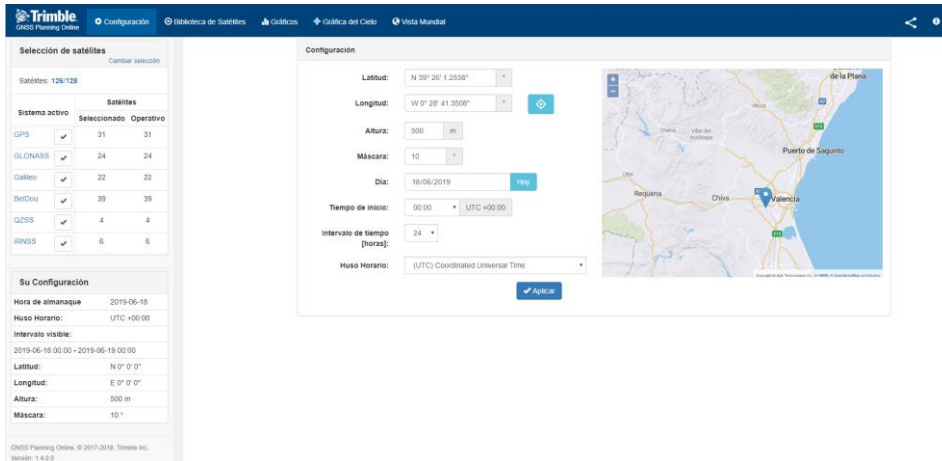 Trimble.
GNSS Planning Online
Configuración
Biblioteca de Satélites
Gráficos
Gráfica del Cielo
Vista Mundial
Selección de satélites
Cambiar selección
Satélites: 126/128
Sistema activo
Satélites
Seleccionado Operativo
GPS 31 31
GLONASS 24 24
Galileo 22 22
BeiDou 39 39
QZSS 4 4
IRNSS 6 6
Su Configuración
Hora de almanaque 2019-06-18
Huso Horario: UTC +00:00
Intervalo visible:
2019-06-18 00:00 - 2019-06-19 00:00
Latitud: N 0° 0' 0"
Longitud: E 0° 0' 0"
Altura: 500 m
Máscara: 10 °
GNSS Planning Online, © 2017-2018, Trimble Inc.
Versión: 1.4.0.0
Configuración
Latitud: N 39° 26' 1.2538" °
Longitud: W 0° 28' 41.3508" °
Altura: 500 m
Máscara: 10 °
Día: 18/06/2019 Hoy
Tiempo de inicio: 00:00 UTC +00:00
Intervalo de tiempo
[horas]: 24
Huso Horario: (UTC) Coordinated Universal Time
Aplicar
+
-
de la Plana
Puerto de Sagunto
Requena
Chiva
Valencia